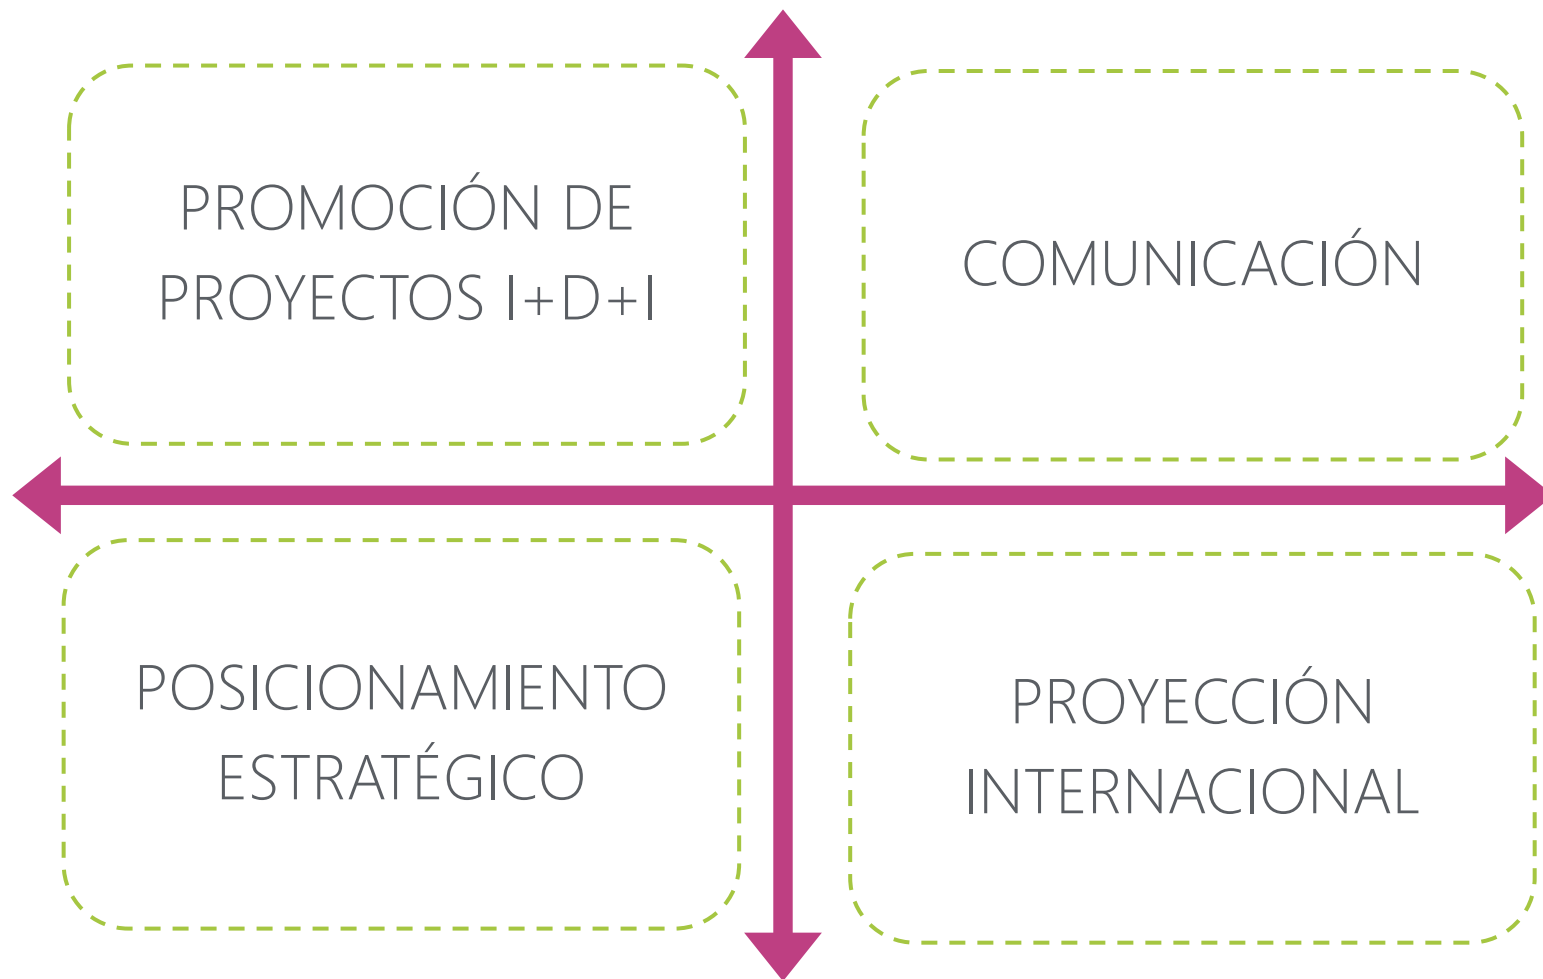 PROMOCIÓN DE
PROYECTOS I+D+I
COMUNICACIÓN
POSICIONAMIENTO
ESTRATÉGICO
PROYECCIÓN
INTERNACIONAL